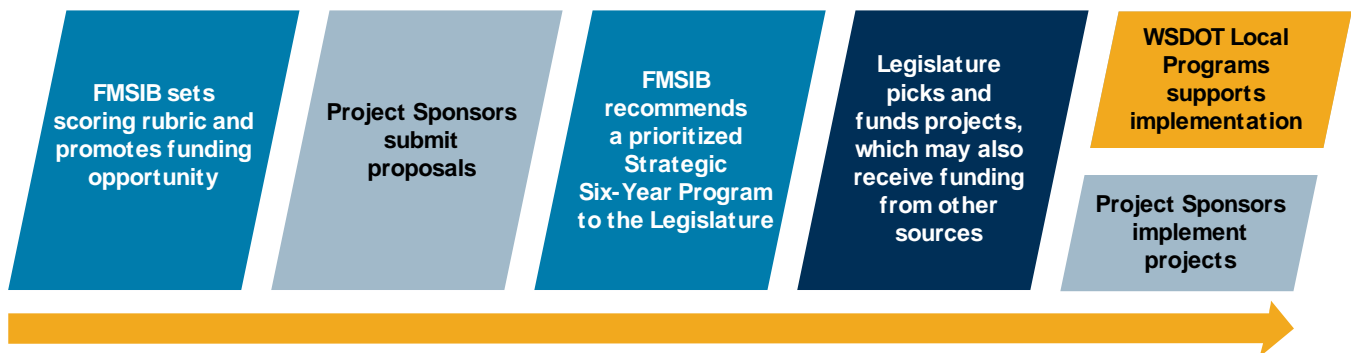 FMSIB sets
scoring rubric and
promotes funding
opportunity
Project Sponsors
submit
proposals
FMSIB
recommends
a prioritized
Strategic
Six-Year Program
to the Legislature
Legislature
picks and
funds projects,
which may also
receive funding
from other
sources
WSDOT Local
Programs
supports
implementation
Project Sponsors
implement
projects